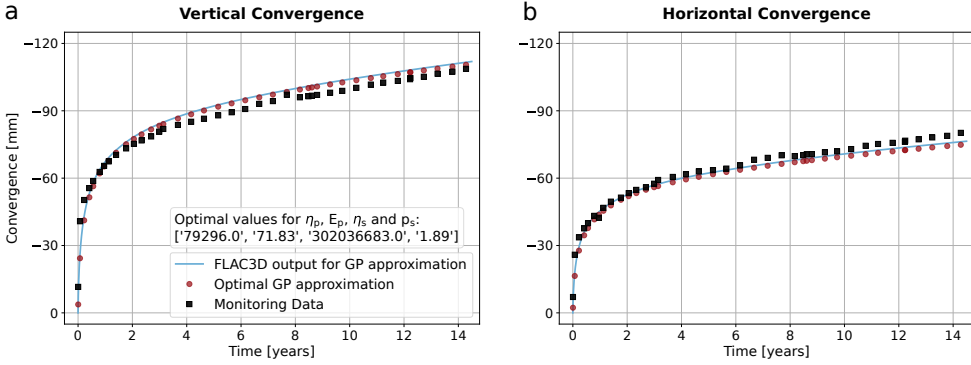 a
Vertical Convergence
−120
−90
−60
−30
0
Convergence [mm]
Optimal values for ηp, Ep, ηs and ps:
['79296.0', '71.83', '302036683.0', '1.89']
FLAC3D output for GP approximation
Optimal GP approximation
Monitoring Data
0 2 4 6 8 10 12 14
Time [years]
b
Horizontal Convergence
−120
−90
−60
−30
0
0 2 4 6 8 10 12 14
Time [years]